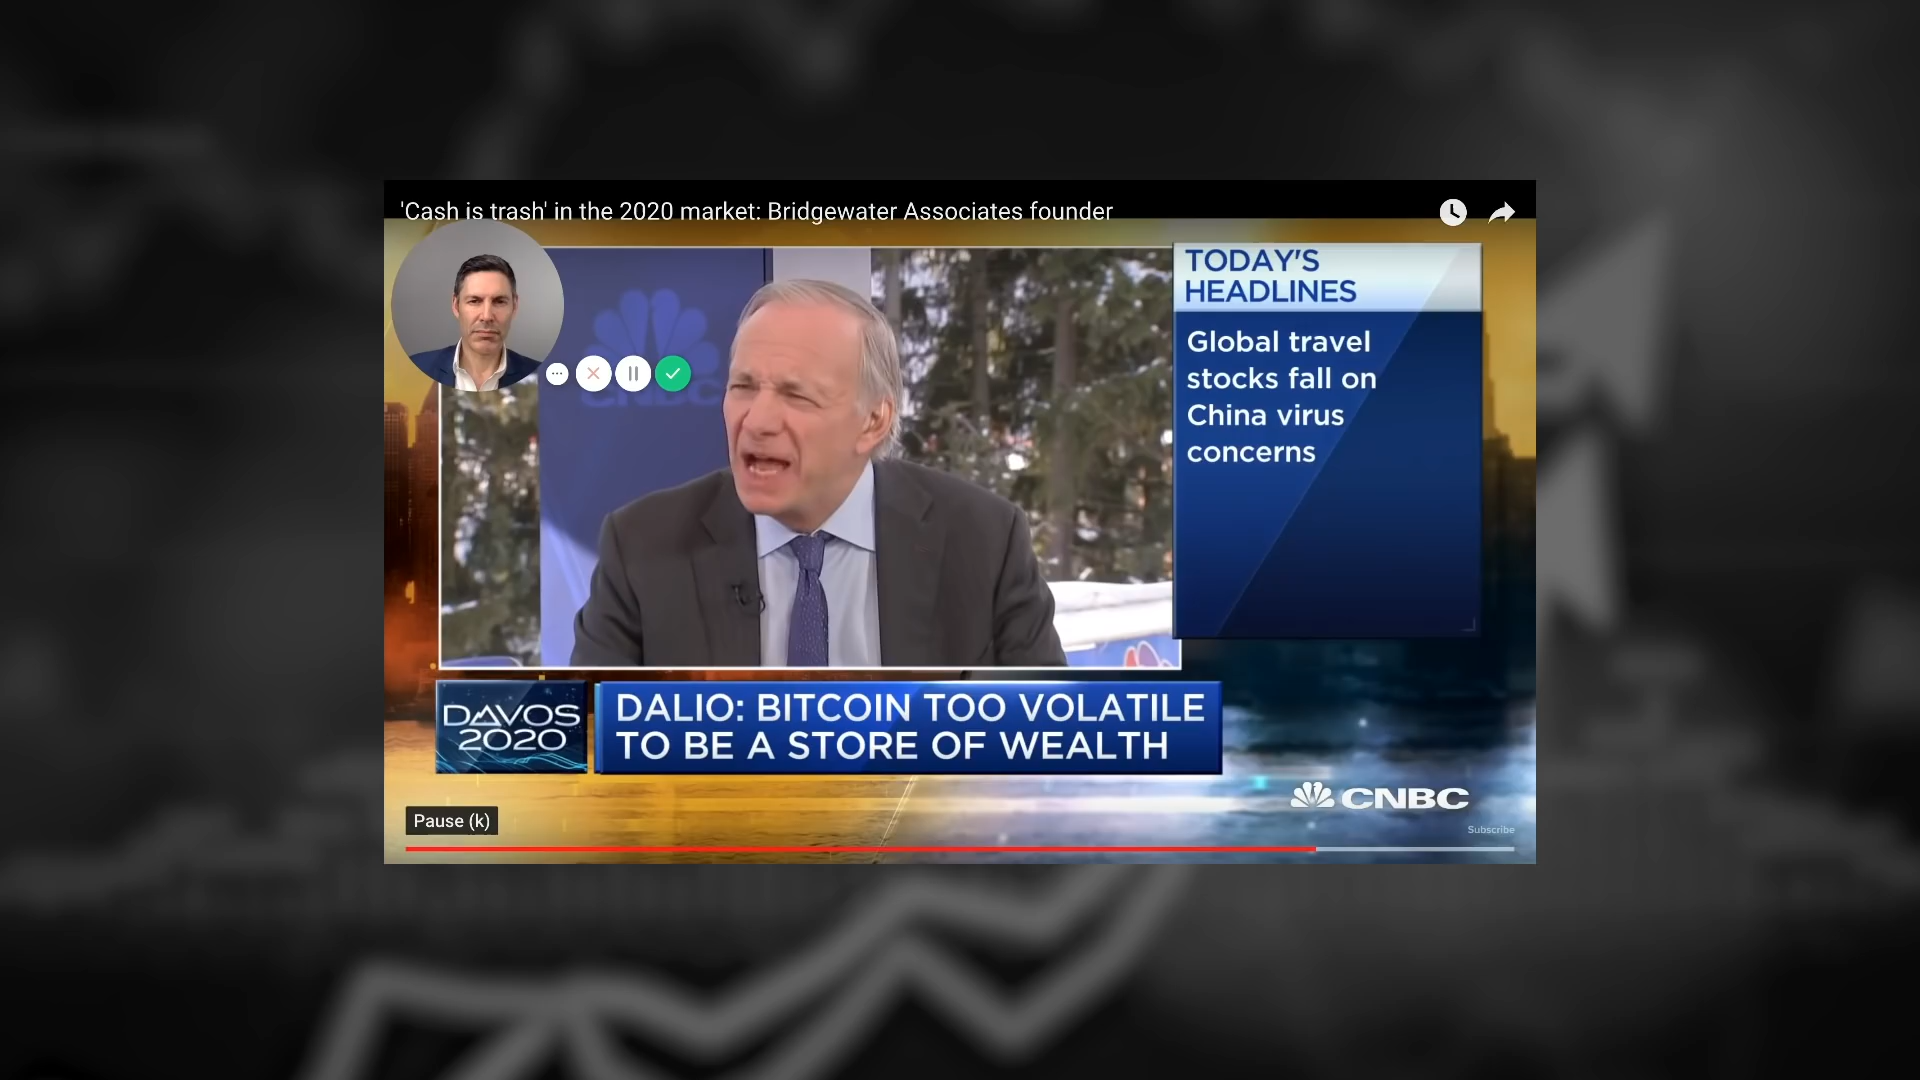 'Cash is trash' in the 2020 market: Bridgewater Associates founder
TODAY'S
HEADLINES
Global travel
stocks fall on
China virus
concerns
CNBC
DAVOS
2020
DALIO: BITCOIN TOO VOLATILE
TO BE A STORE OF WEALTH
CNBC
Pause (k)
Subscribe